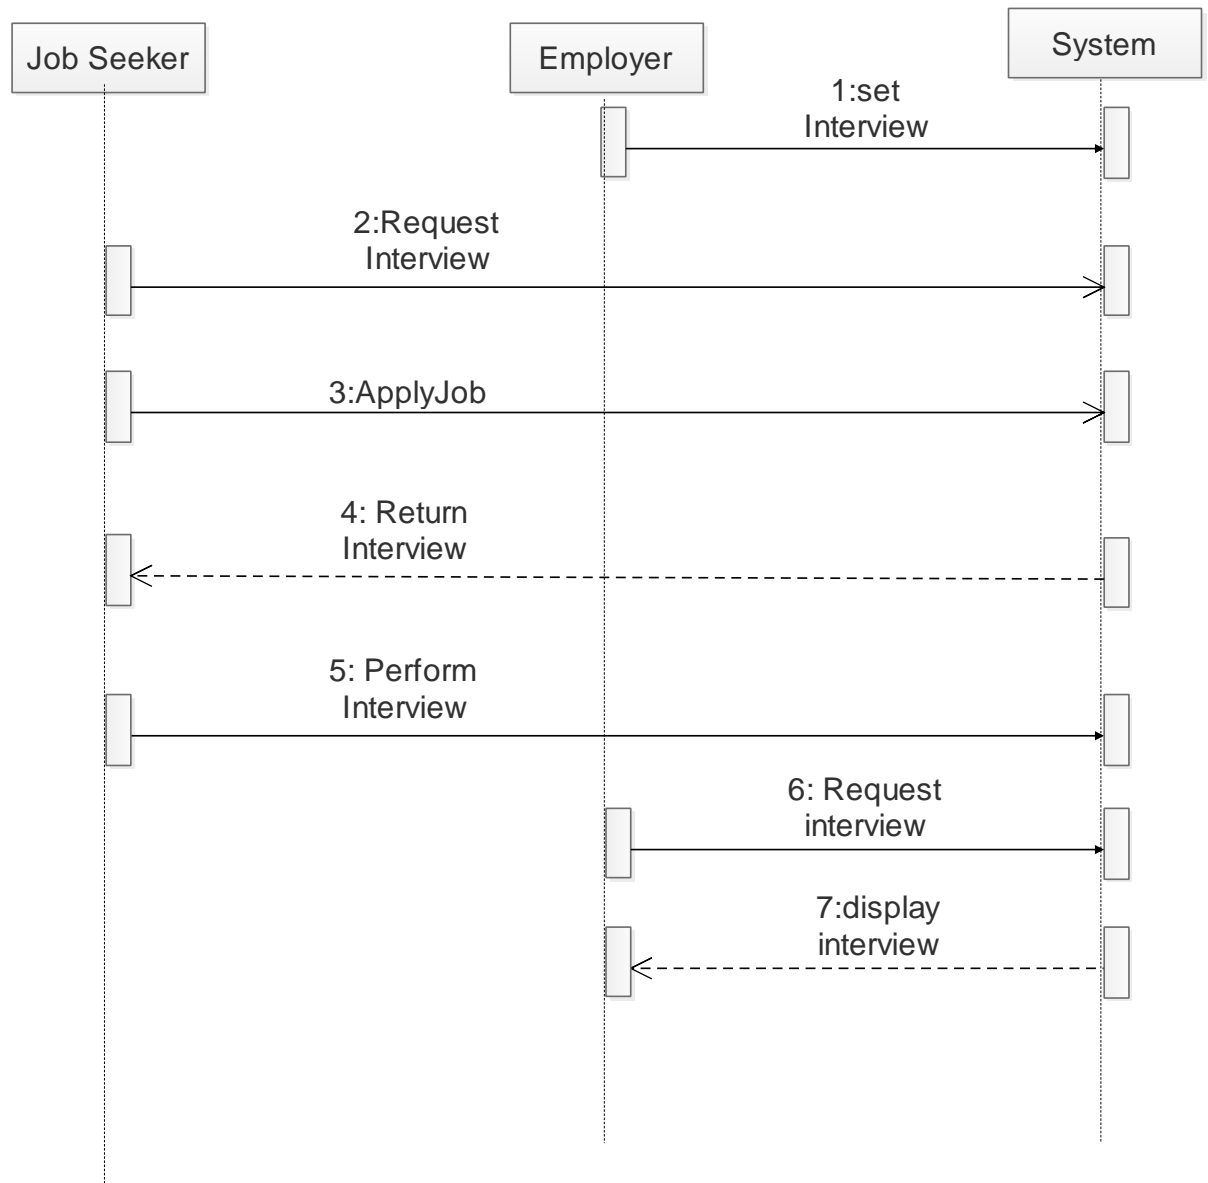 Job Seeker
Employer
System
1:set
Interview
2:Request
Interview
3:ApplyJob
4: Return
Interview
5: Perform
Interview
6: Request
interview
7:display
interview